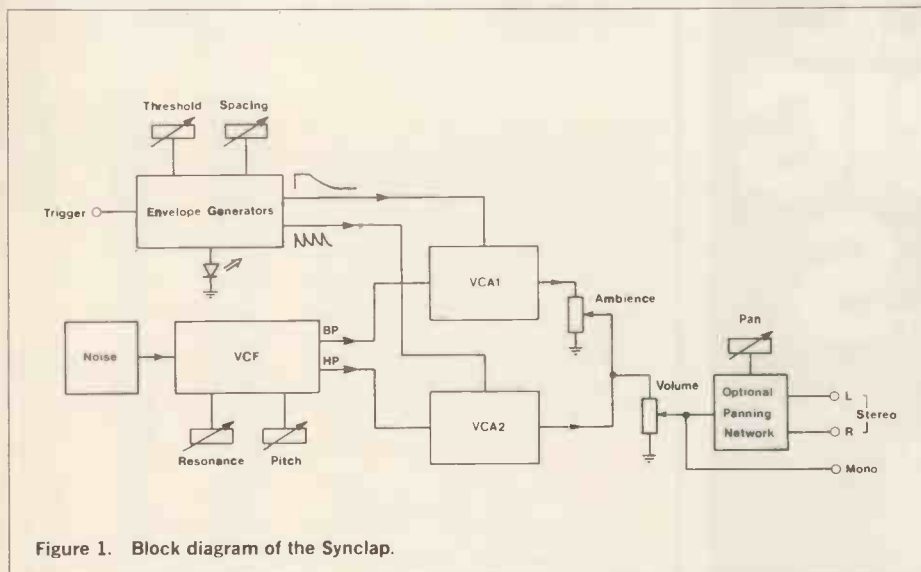 Threshold
Spacing
Trigger
Envelope Generators
VCA1
Ambience
Pan
BP
Noise
VCF
HP
Volume
Optional
Panning
Network
L
Stereo
R
VCA2
Resonance
Pitch
Mono
Figure 1. Block diagram of the Synclap.